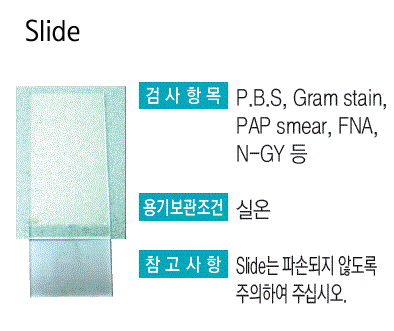 Slide
검 사 항 목 P.B.S, Gram stain,
PAP smear, FNA,
N-GY 등
용기보관조건 실온
참 고 사 항 Slide는 파손되지 않도록
주의하여 주십시오.